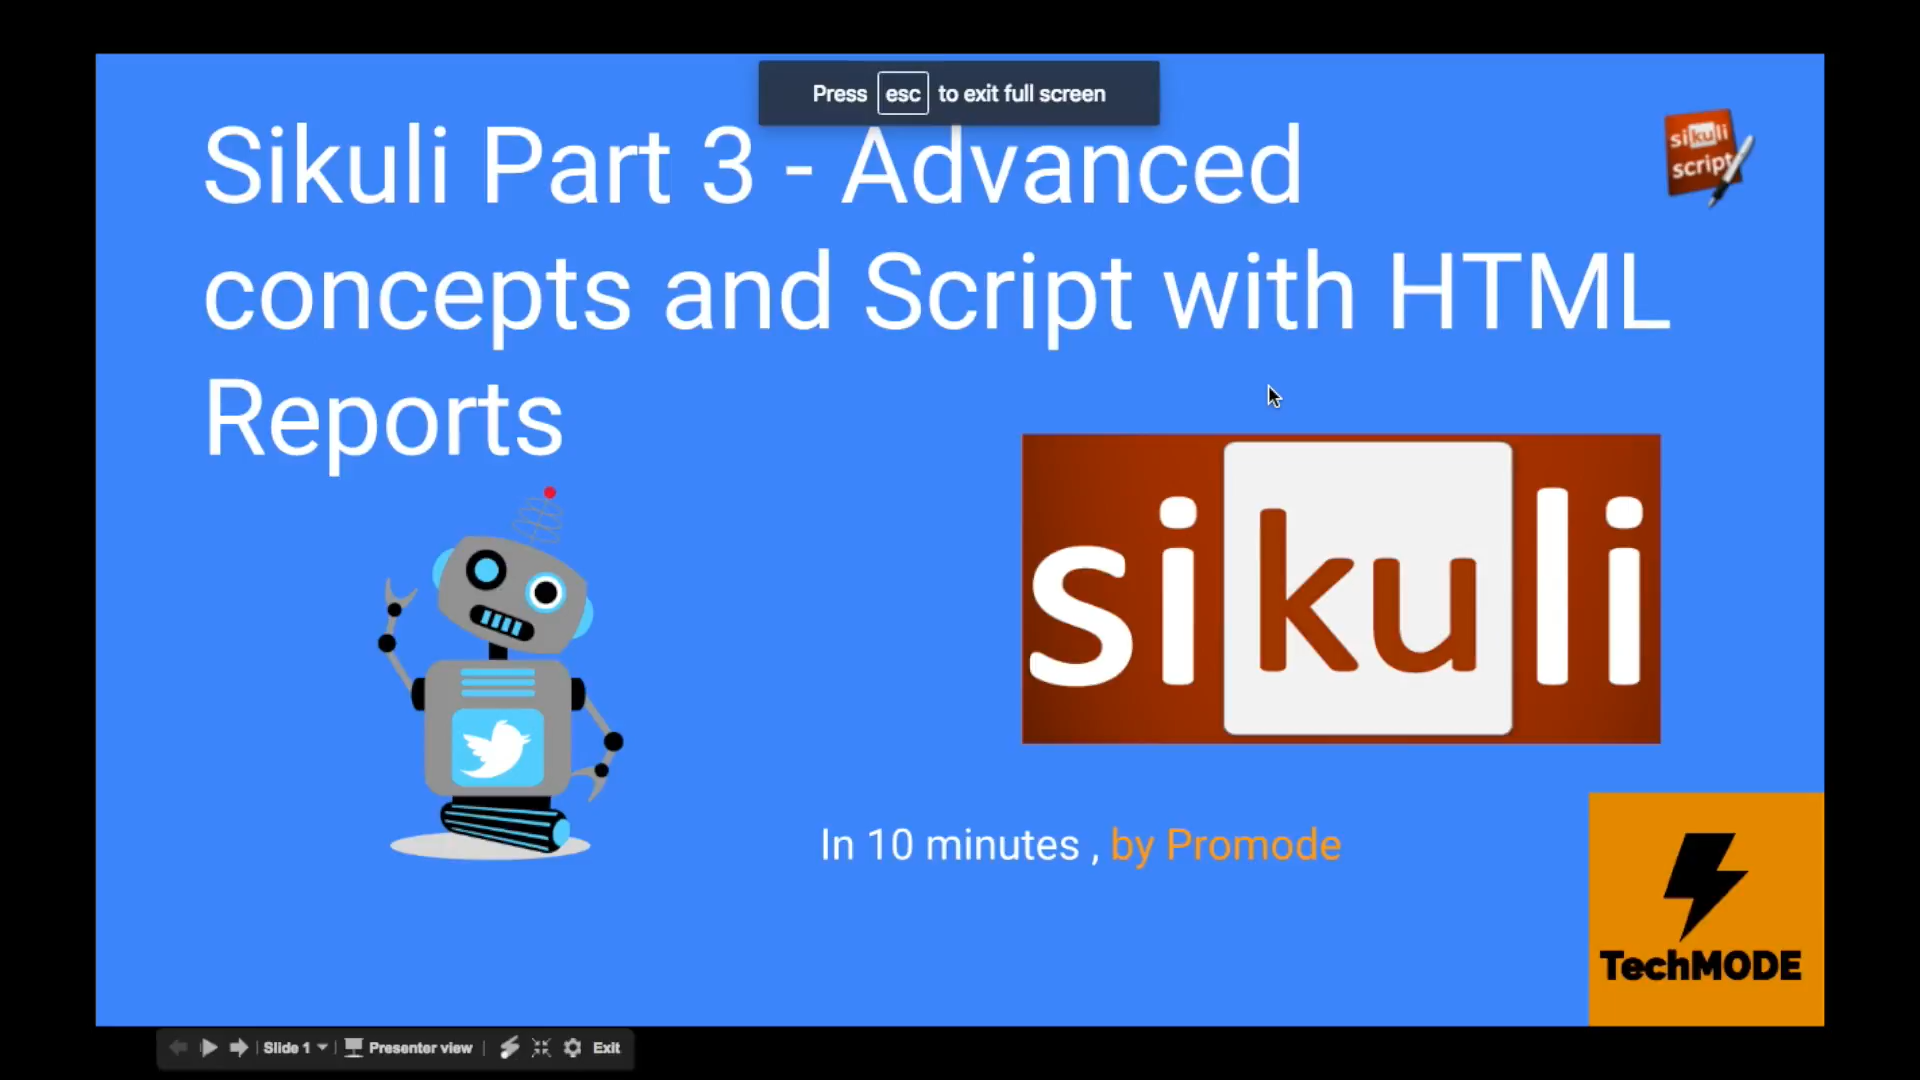 Press esc to exit full screen
Sikuli Part 3 - Advanced
concepts and Script with HTML
Reports
sikuli
script
sikuli
In 10 minutes , by Promode
TechMODE
Slide 1 Presenter view Exit